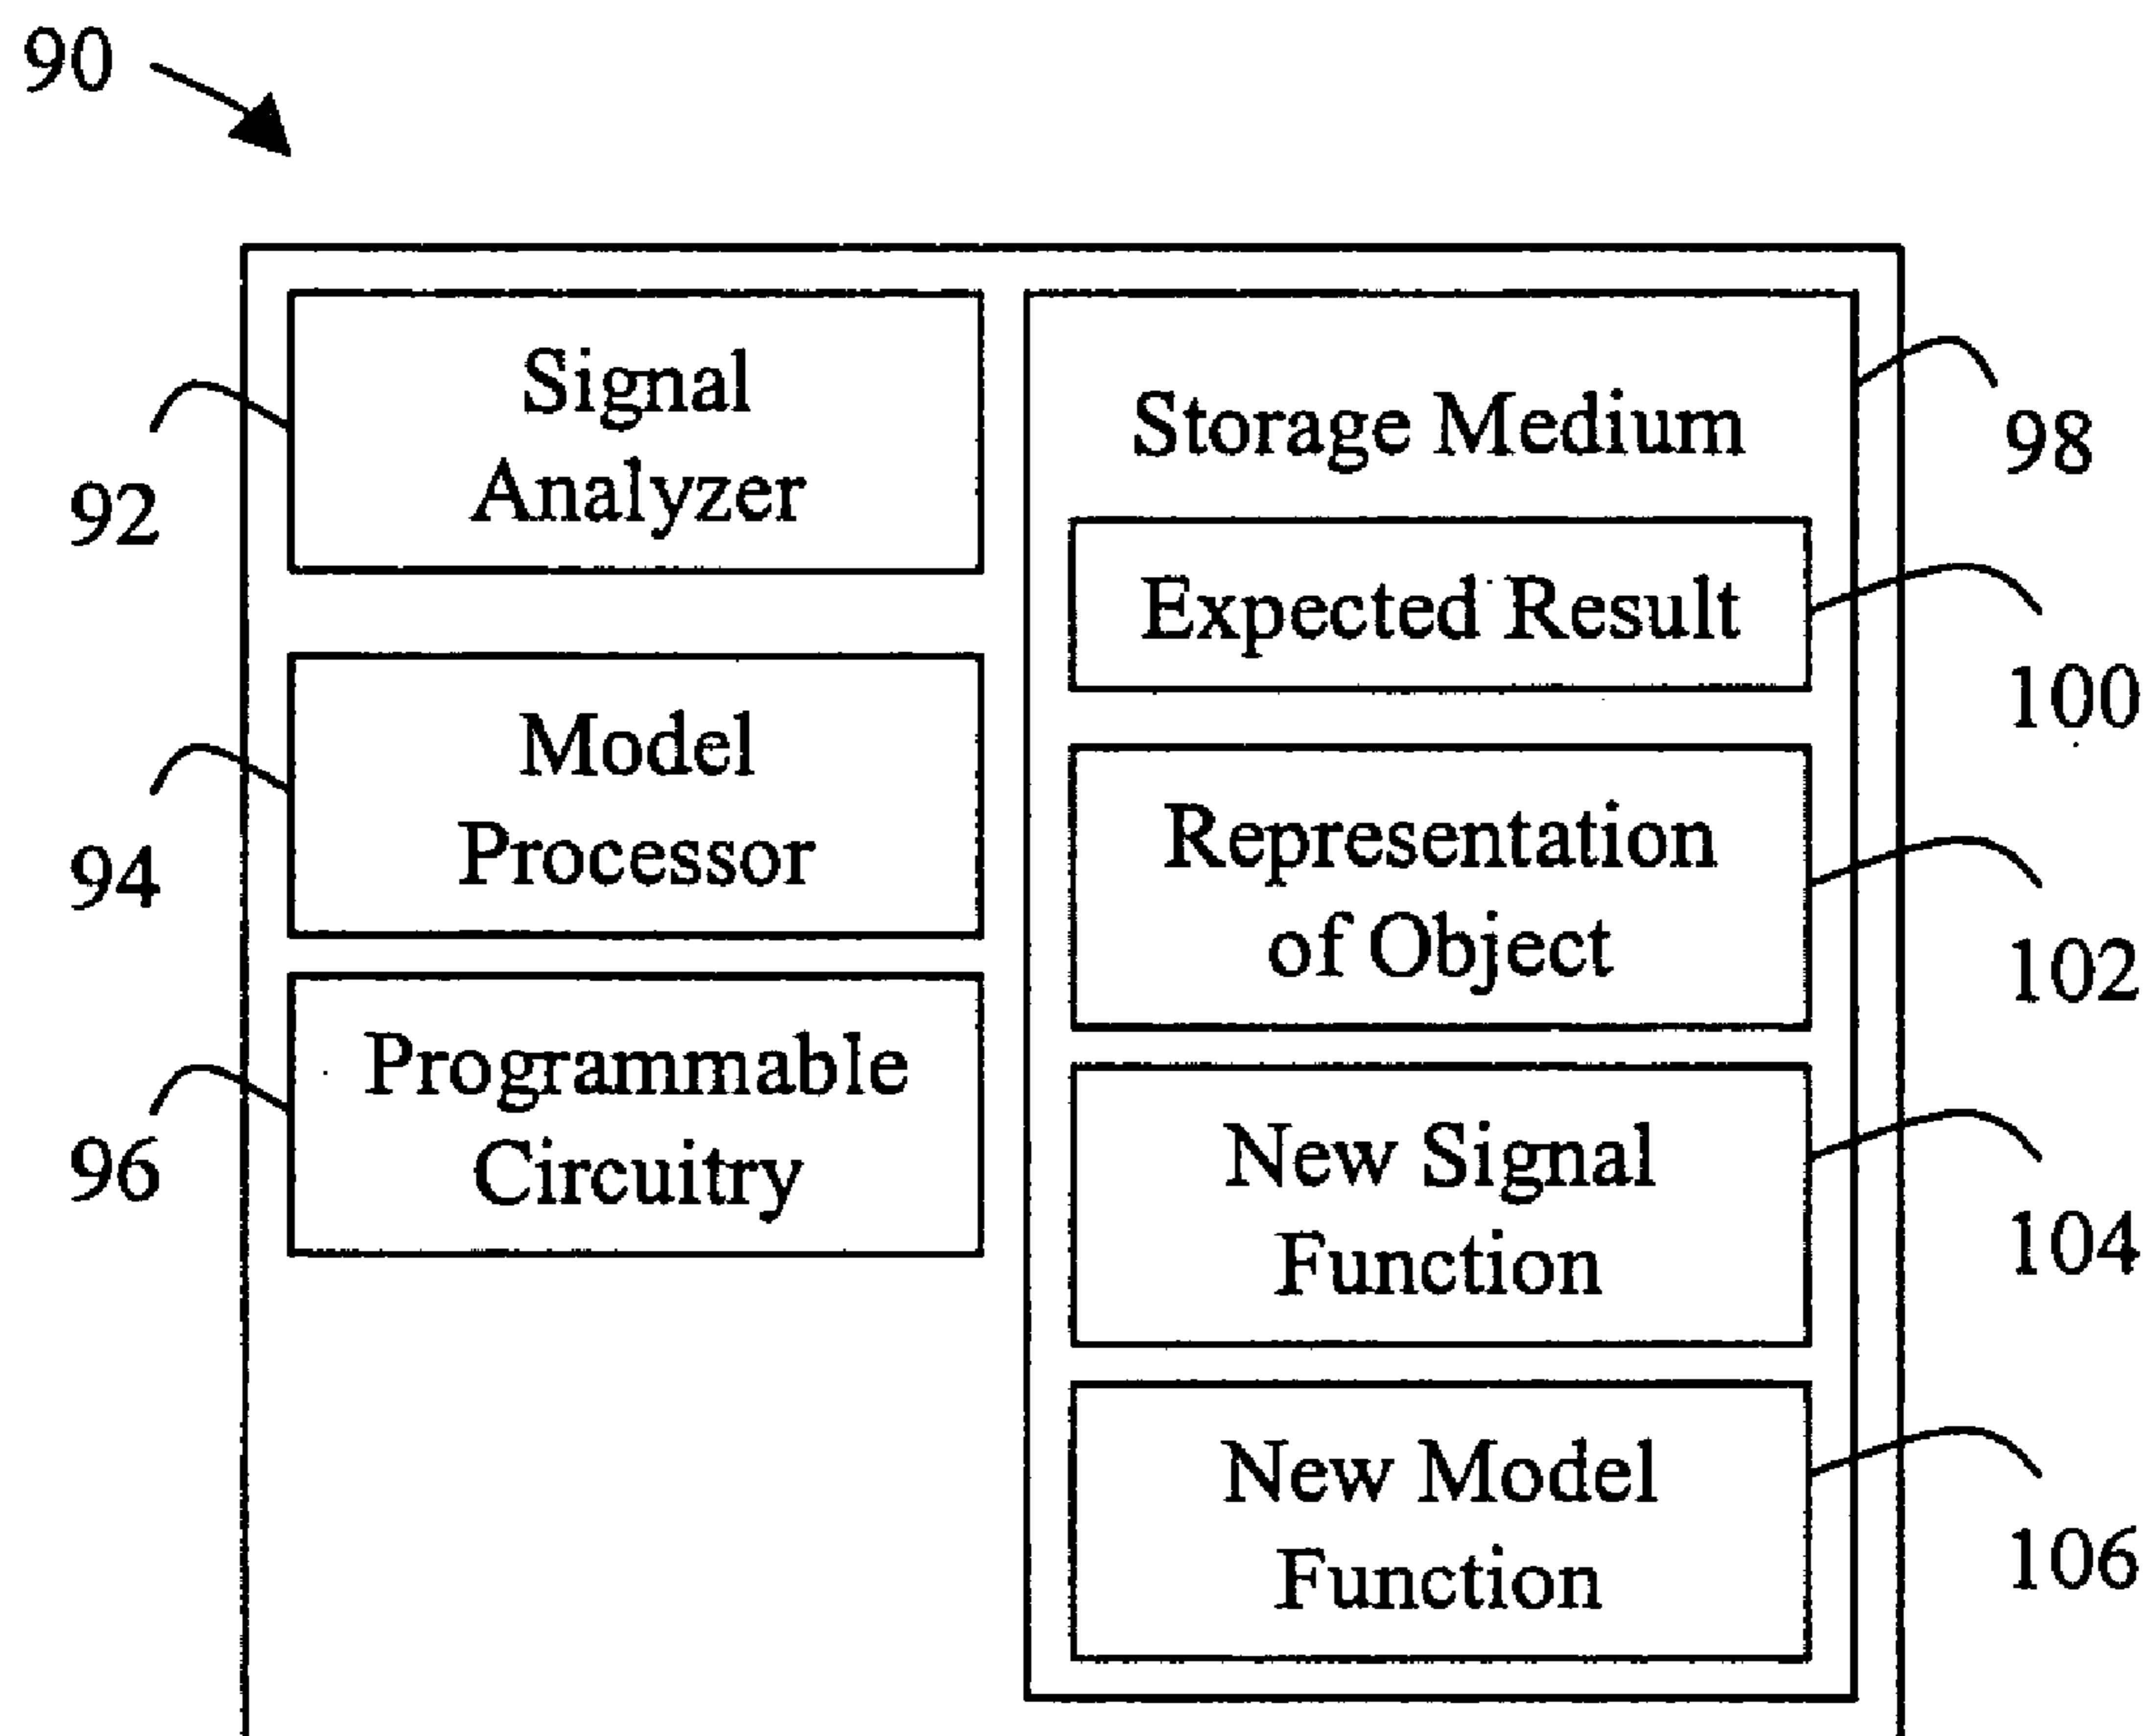 90
Signal
Analyzer
92
Model
Processor
94
Programmable
Circuitry
96
Storage Medium
98
Expected Result
100
Representation
of Object
102
New Signal
Function
104
New Model
Function
106